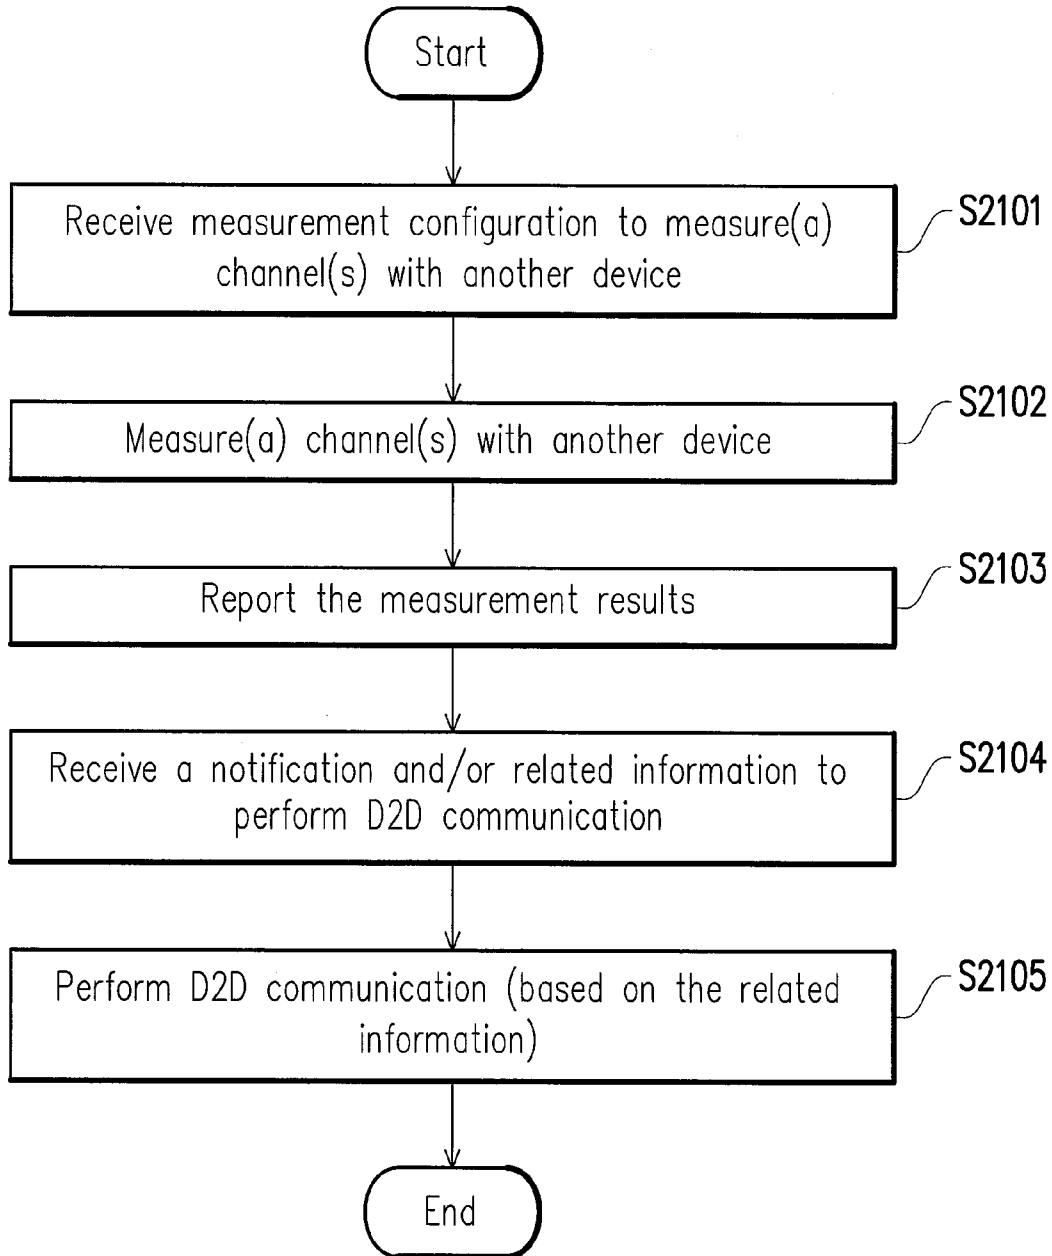 Start
Receive measurement configuration to measure(a)
channel(s) with another device
S2101
Measure(a) channel(s) with another device
S2102
Report the measurement results
S2103
Receive a notification and/or related information to
perform D2D communication
S2104
Perform D2D communication (based on the related
information)
S2105
End